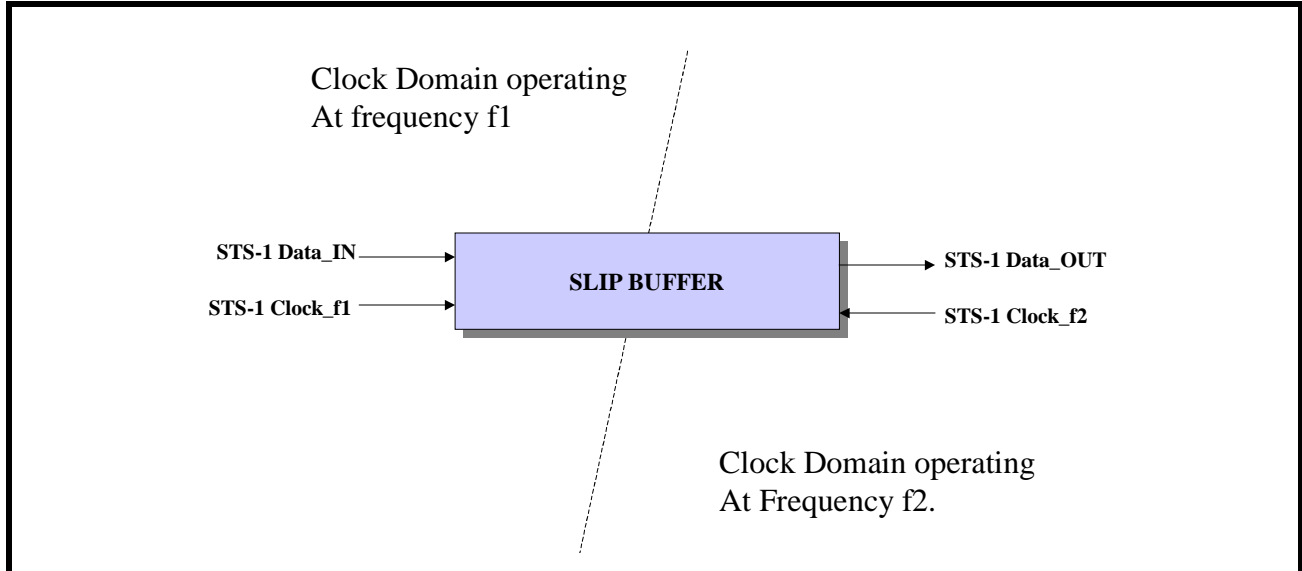 Clock Domain operating
At frequency f1
STS-1 Data_IN
STS-1 Clock_f1
SLIP BUFFER
STS-1 Data_OUT
STS-1 Clock_f2
Clock Domain operating
At Frequency f2.